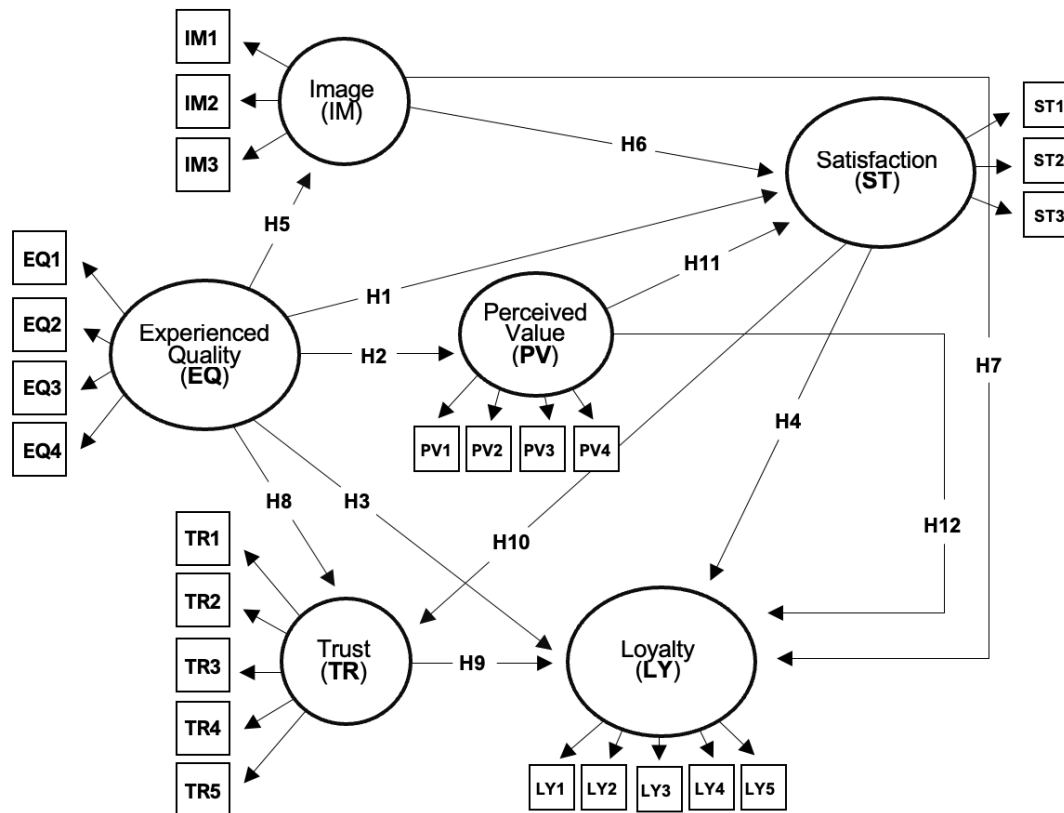 IM1
IM2
IM3
Image
(IM)
ST1
ST2
ST3
Satisfaction
(ST)
H6
H5
EQ1
EQ2
EQ3
EQ4
Experienced
Quality
(EQ)
H1
H11
H2
Perceived
Value
(PV)
H7
PV1
PV2
PV3
PV4
H4
H8
H3
H10
H12
TR1
TR2
TR3
TR4
TR5
Trust
(TR)
H9
Loyalty
(LY)
LY1
LY2
LY3
LY4
LY5